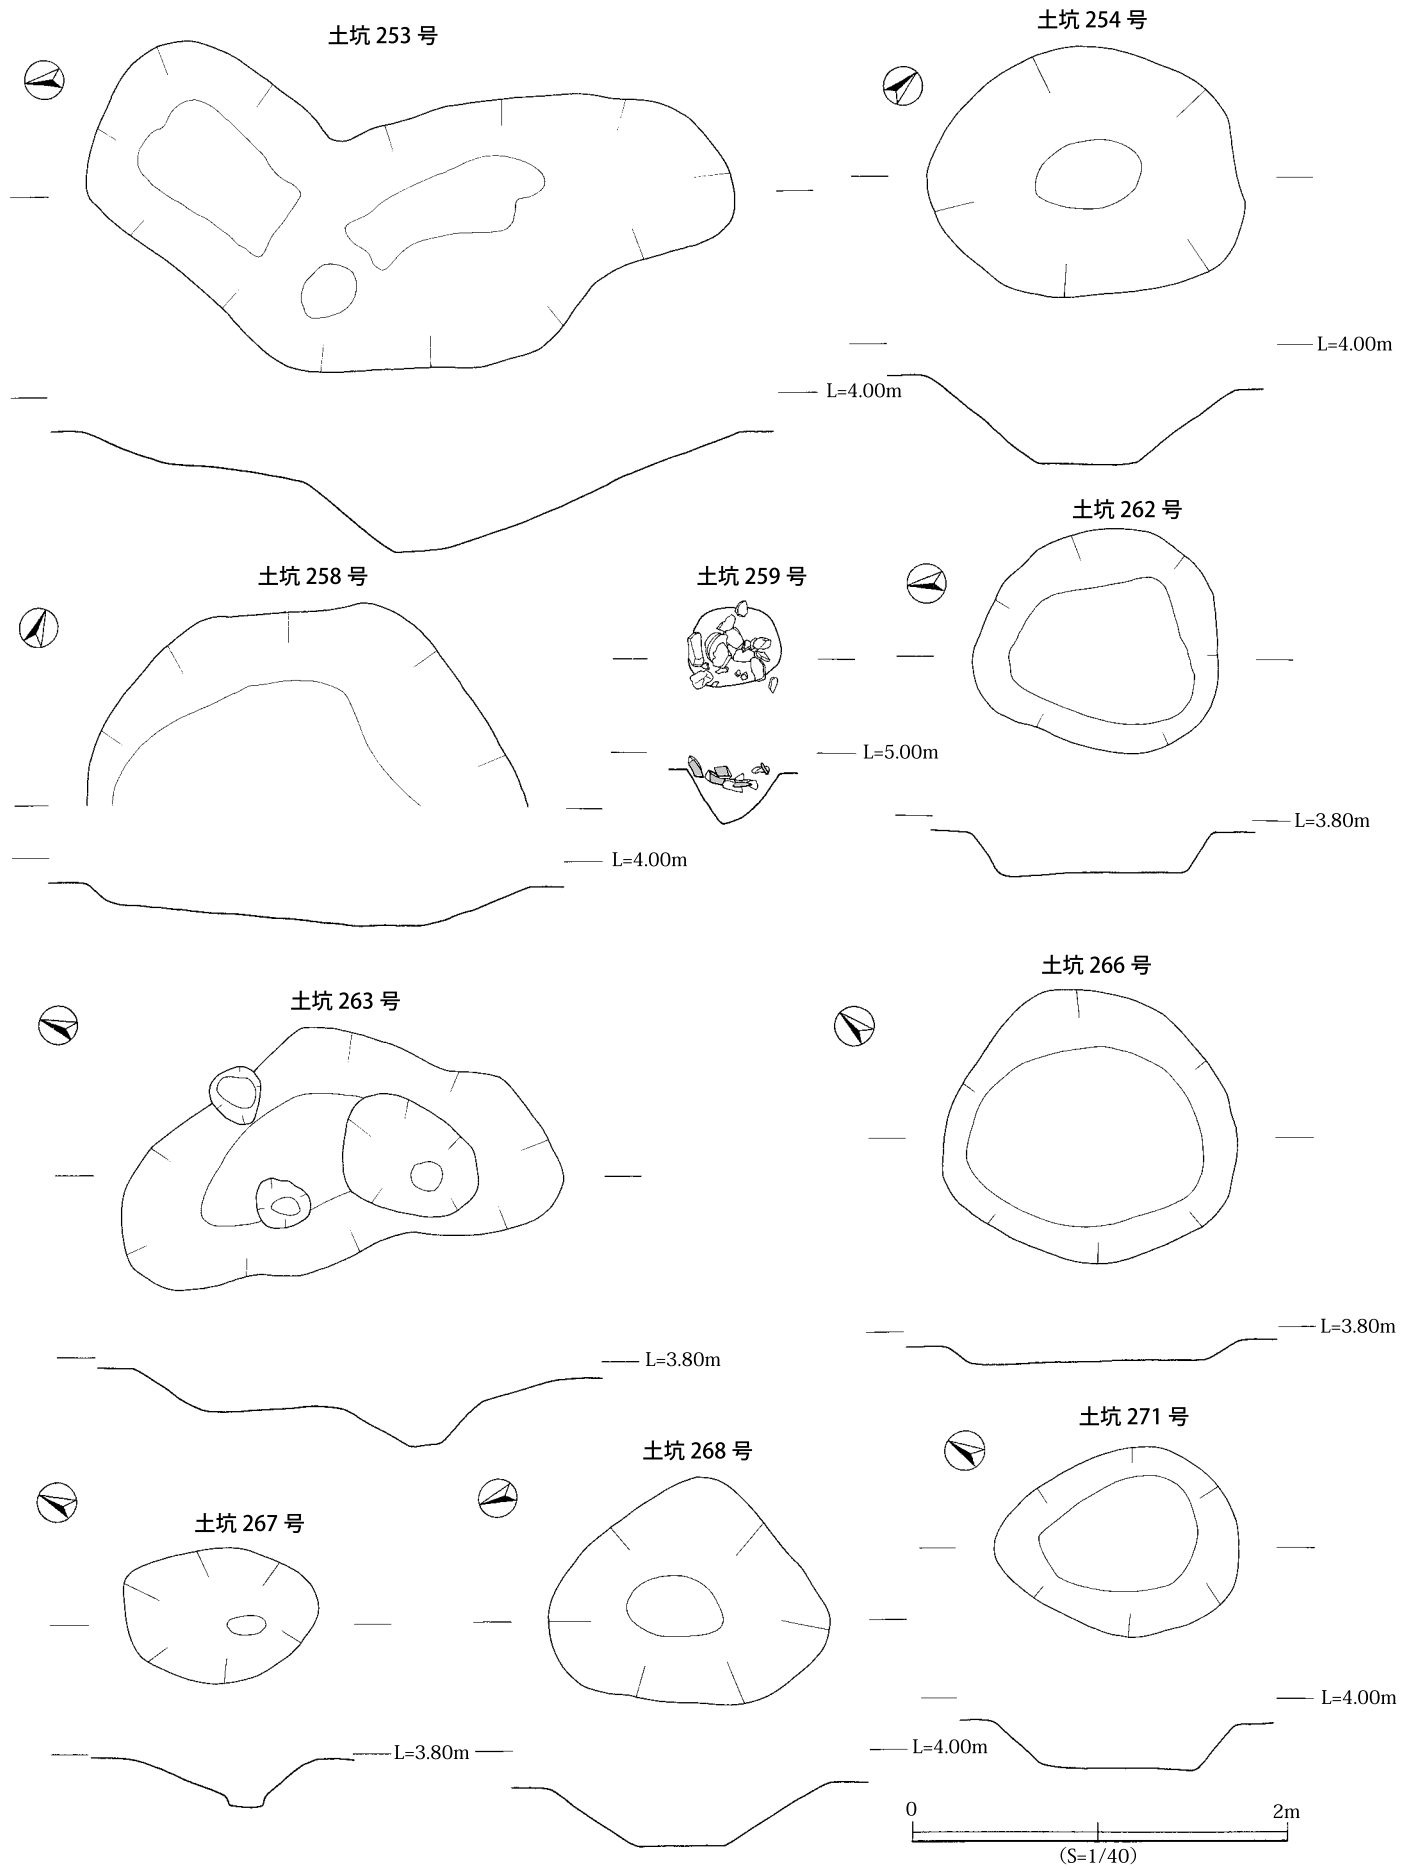 土坑 253 号
土坑 254 号
L=4.00m
L=4.00m
土坑 262 号
土坑 258 号
土坑 259 号
L=5.00m
L=3.80m
L=4.00m
土坑 266 号
土坑 263 号
L=3.80m
L=3.80m
土坑 271 号
土坑 268 号
土坑 267 号
L=4.00m
L=3.80m
L=4.00m
0 2m
(S=1/40)